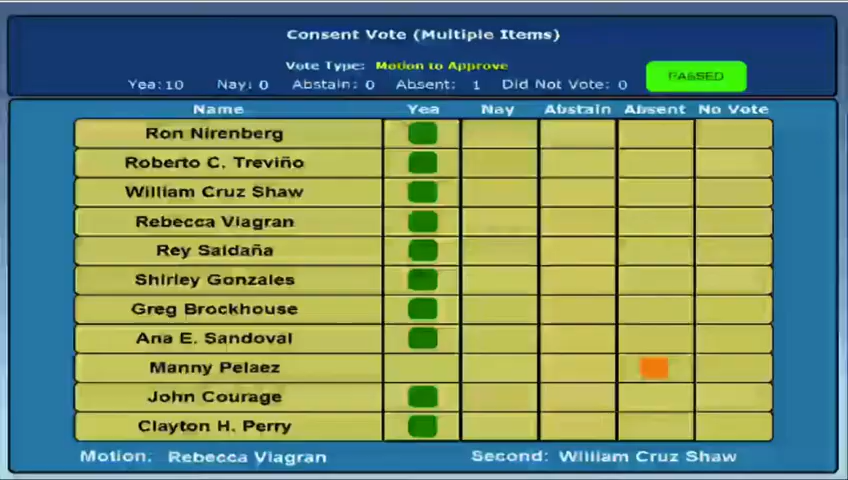 Consent Vote (Multiple Items)
Vote Type: Motion to Approve
Yea:10 Nay: 0 Abstain: 0 Absent: 1 Did Not Vote: 0 PASSED
Name Yea Nay Abstain Absent No Vote
Ron Nirenberg
Roberto C. Treviño
William Cruz Shaw
Rebecca Viagran
Rey Saldaña
Shirley Gonzales
Greg Brockhouse
Ana E. Sandoval
Manny Pelaez
John Courage
Clayton H. Perry
Motion: Rebecca Viagran Second: William Cruz Shaw